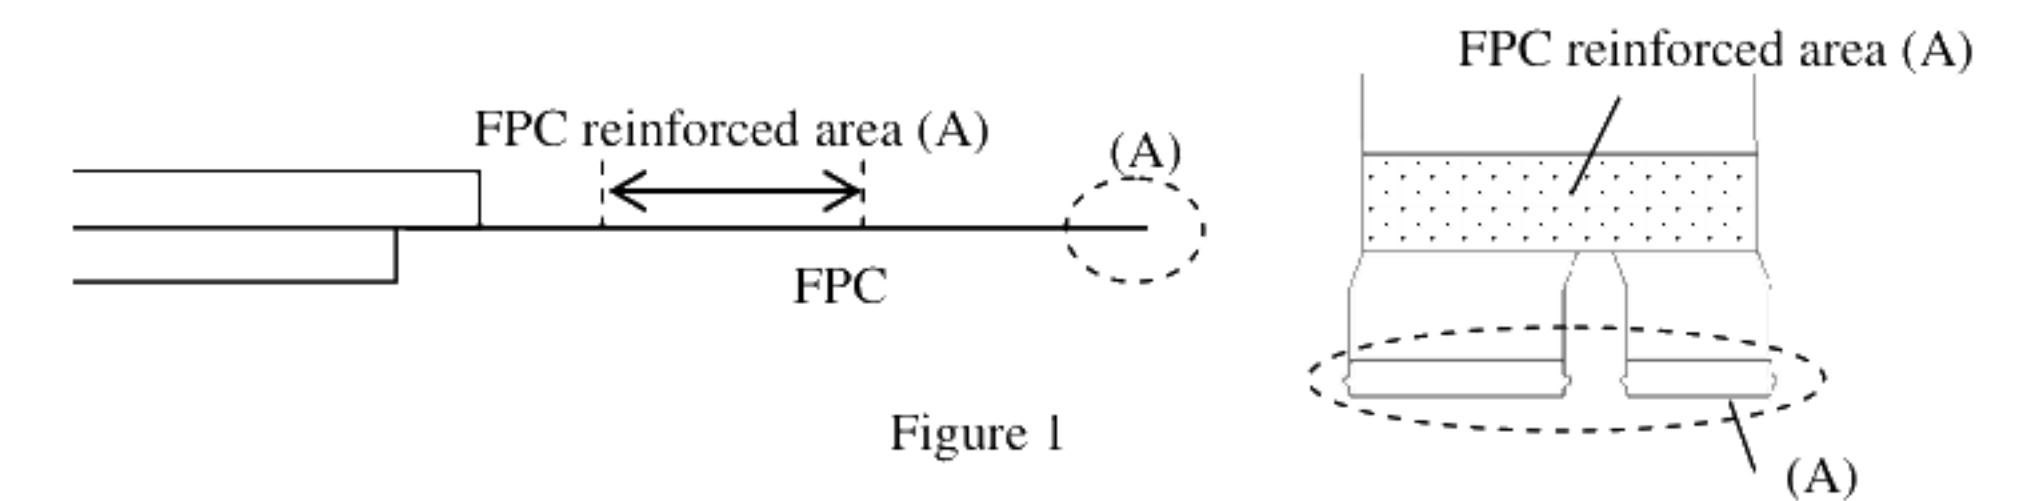 FPC reinforced area (A)
FPC reinforced area (A)
(A)
FPC
Figure 1
(A)